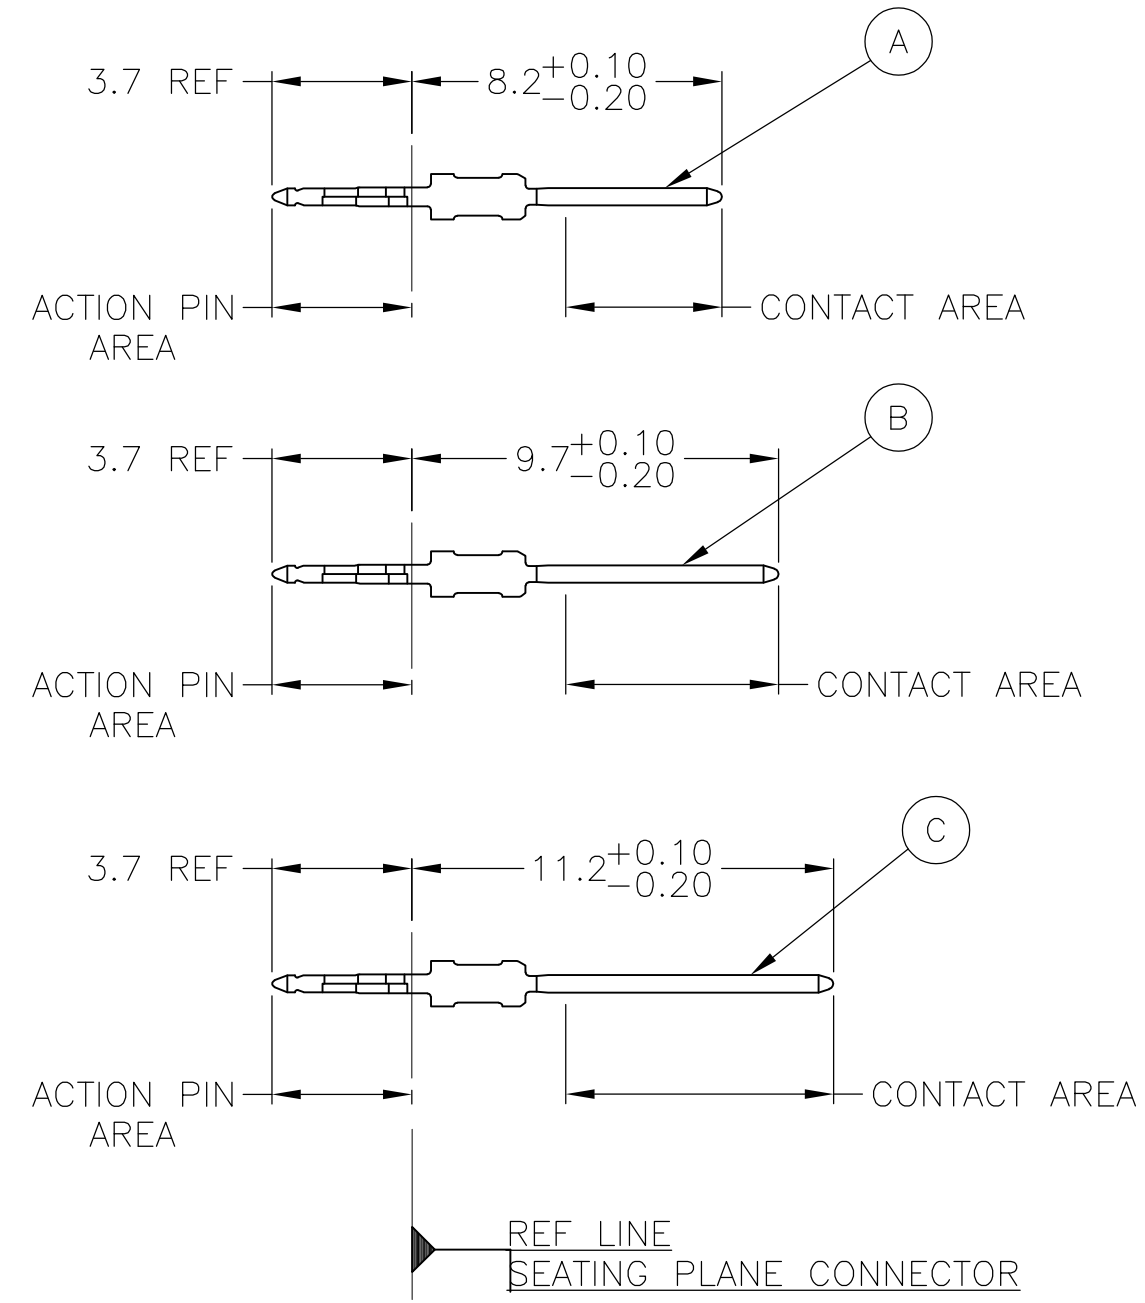 A
3.7 REF
8.2 +0.10
-0.20
ACTION PIN
AREA
CONTACT AREA
B
3.7 REF
9.7 +0.10
-0.20
ACTION PIN
AREA
CONTACT AREA
C
3.7 REF
11.2 +0.10
-0.20
ACTION PIN
AREA
CONTACT AREA
REF LINE
SEATING PLANE CONNECTOR